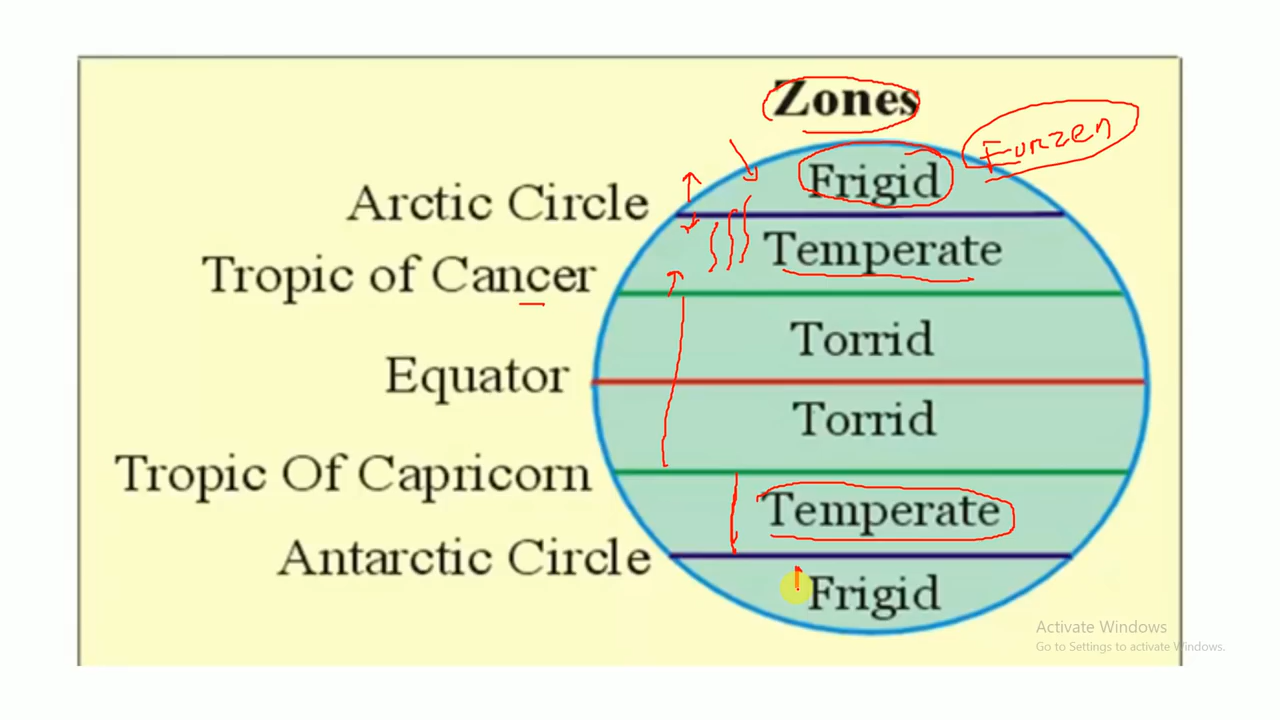 Zones
Forzen
Frigid
Arctic Circle
Temperate
Tropic of Cancer
Torrid
Equator
Torrid
Tropic Of Capricorn
Temperate
Antarctic Circle
Frigid
Activate Windows
Go to Settings to activate Windows.